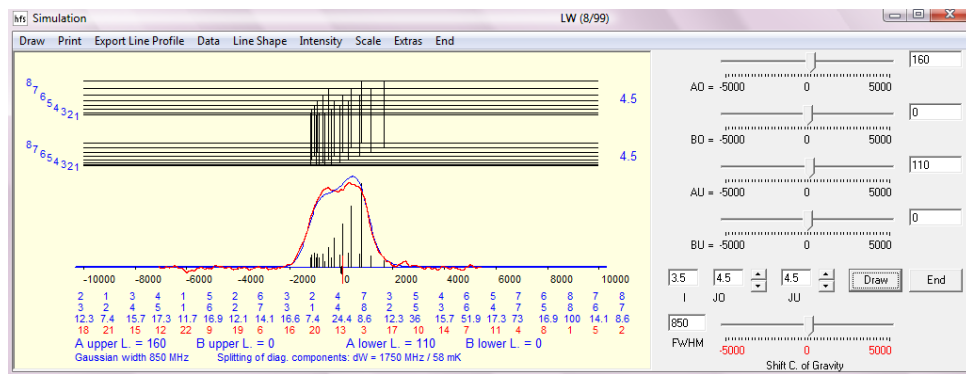 hfs Simulation LW (8/99)
Draw Print Export Line Profile Data Line Shape Intensity Scale Extras End
87654321 4.5
87654321 4.5
-10000 -8000 -6000 -4000 -2000 0 2000 4000 6000 8000 10000
2 1 3 4 1 5 2 6 3 2 4 7 3 5 4 6 5 7 6 8 7 8
3 2 4 5 1 6 2 7 3 1 4 8 2 5 3 6 4 7 5 8 6 7
12.3 7.4 15.7 17.3 11.7 16.9 12.1 14.1 16.6 7.4 24.4 8.6 12.3 36 15.7 51.9 17.3 73 16.9 100 14.1 8.6
18 21 15 12 22 9 19 6 16 20 13 3 17 10 14 7 11 4 8 1 5 2
A upper L. = 160 B upper L. = 0 A lower L. = 110 B lower L. = 0
Gaussian width 850 MHz Splitting of diag. components: dW = 1750 MHz / 58 mK
160
AO = -5000 0 5000
0
BO = -5000 0 5000
110
AU = -5000 0 5000
0
BU = -5000 0 5000
3.5 4.5 4.5 Draw End
I JO JU
850
FWHM -5000 0 5000
Shift C. of Gravity